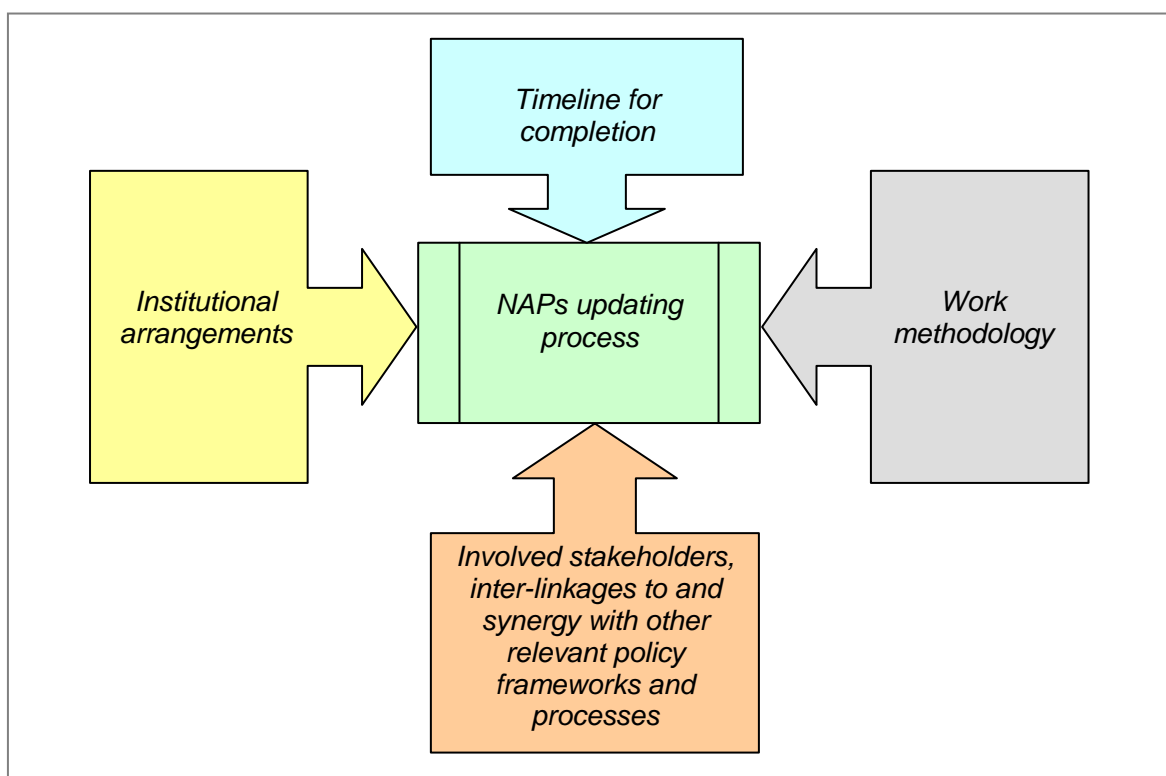 Timeline for
completion
Institutional
arrangements
NAPs updating
process
Work
methodology
Involved stakeholders,
inter-linkages to and
synergy with other
relevant policy
frameworks and
processes